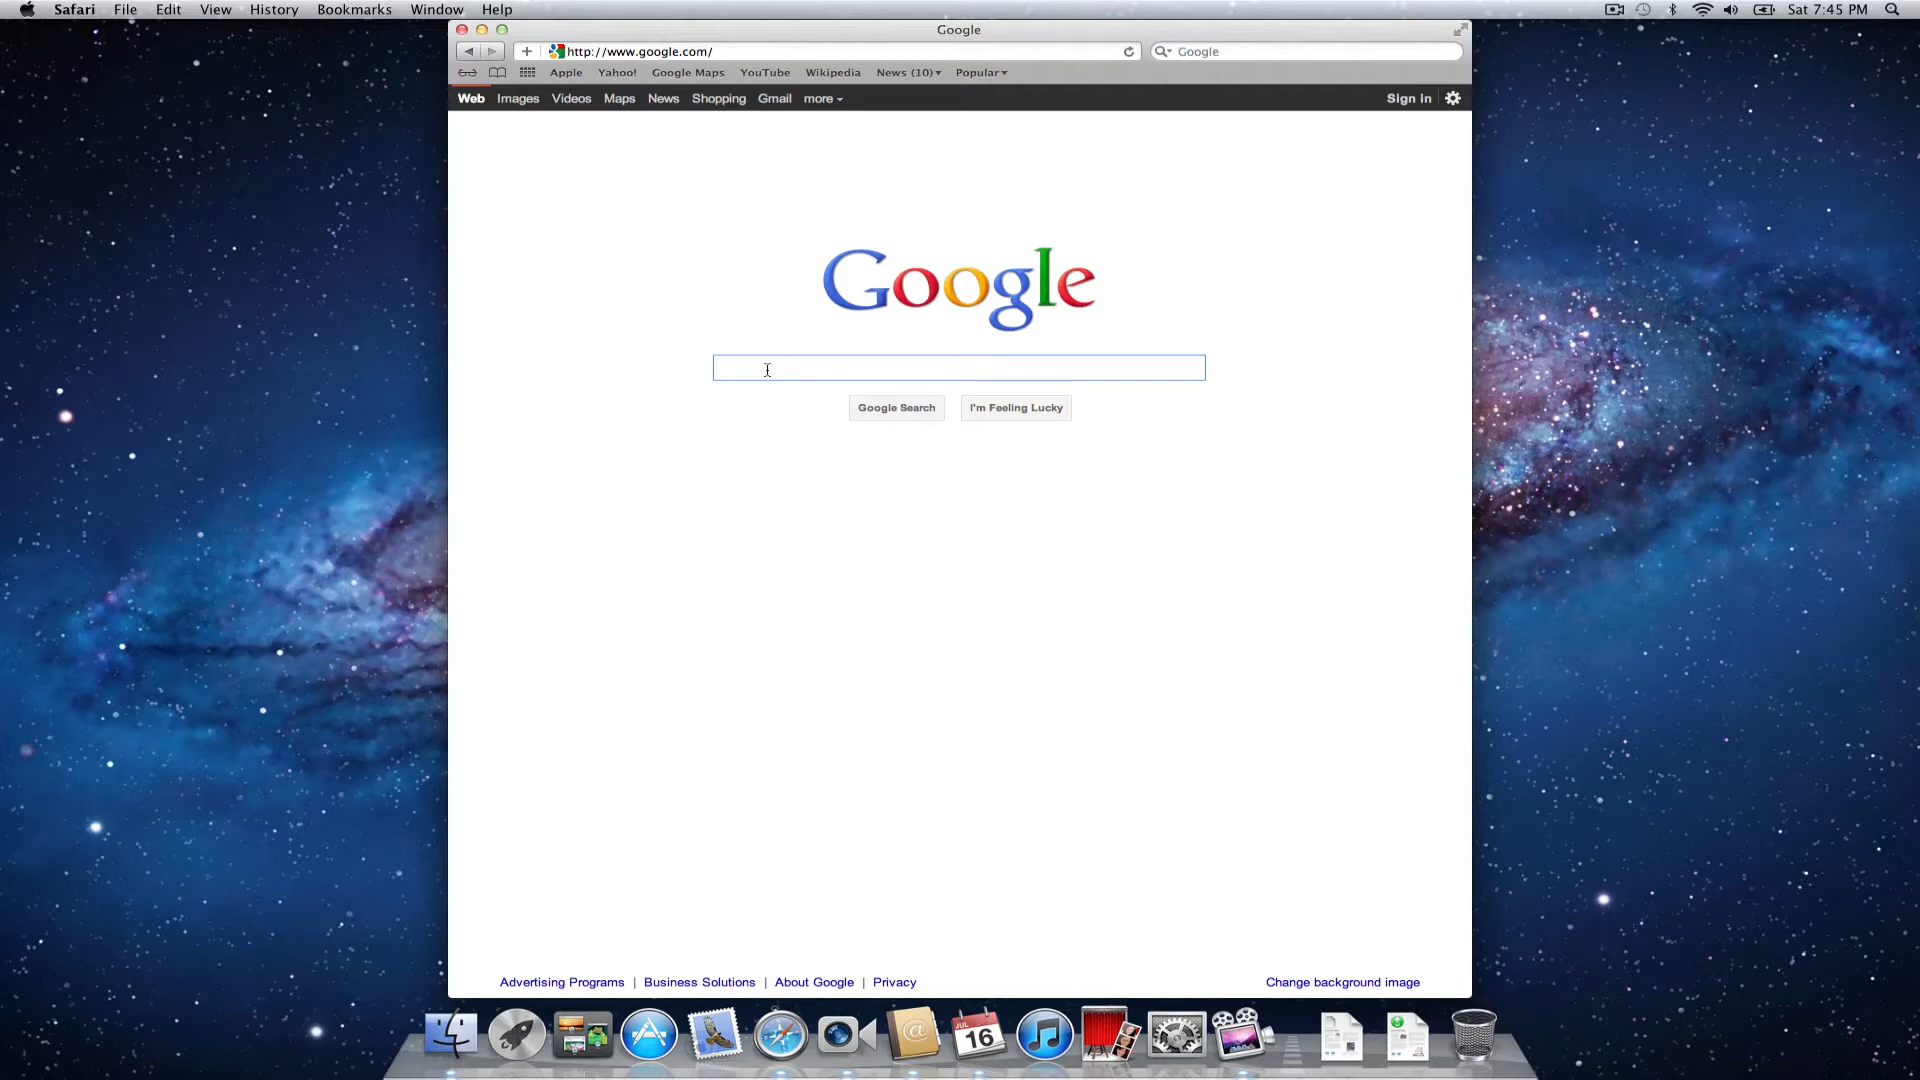 Safari File Edit View History Bookmarks Window Help Sat 7:45 PM
Google
http://www.google.com/ Google
Apple Yahoo! Google Maps YouTube Wikipedia News (10) Popular
Web Images Videos Maps News Shopping Gmail more Sign in
Google
Google Search I'm Feeling Lucky
Advertising Programs | Business Solutions | About Google | Privacy Change background image
JUL
16